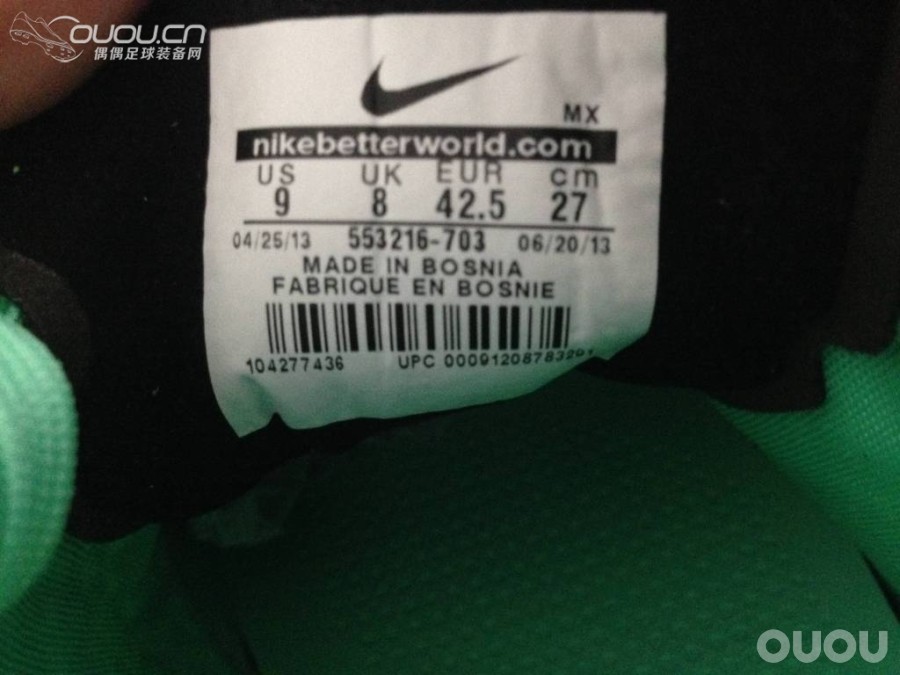 OUOU.CN
偶偶足球装备网
MX
nikebetterworld.com
US UK EUR cm
9 8 42.5 27
04/25/13 553216-703 06/20/13
MADE IN BOSNIA
FABRIQUE EN BOSNIE
104277436 UPC
OUOU